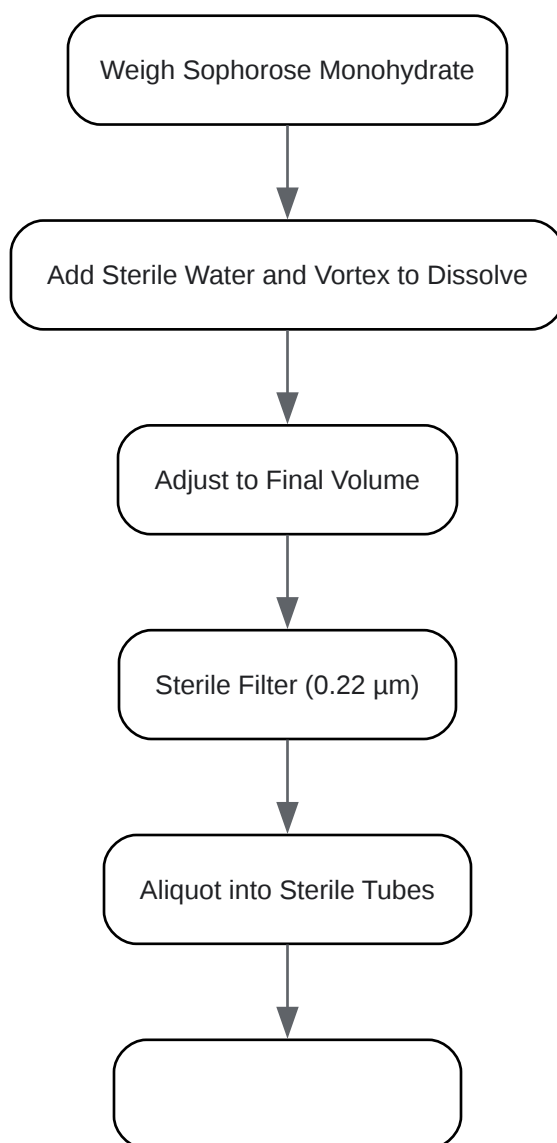 Weigh Sophorose Monohydrate
Add Sterile Water and Vortex to Dissolve
Adjust to Final Volume
Sterile Filter (0.22 µm)
Aliquot into Sterile Tubes